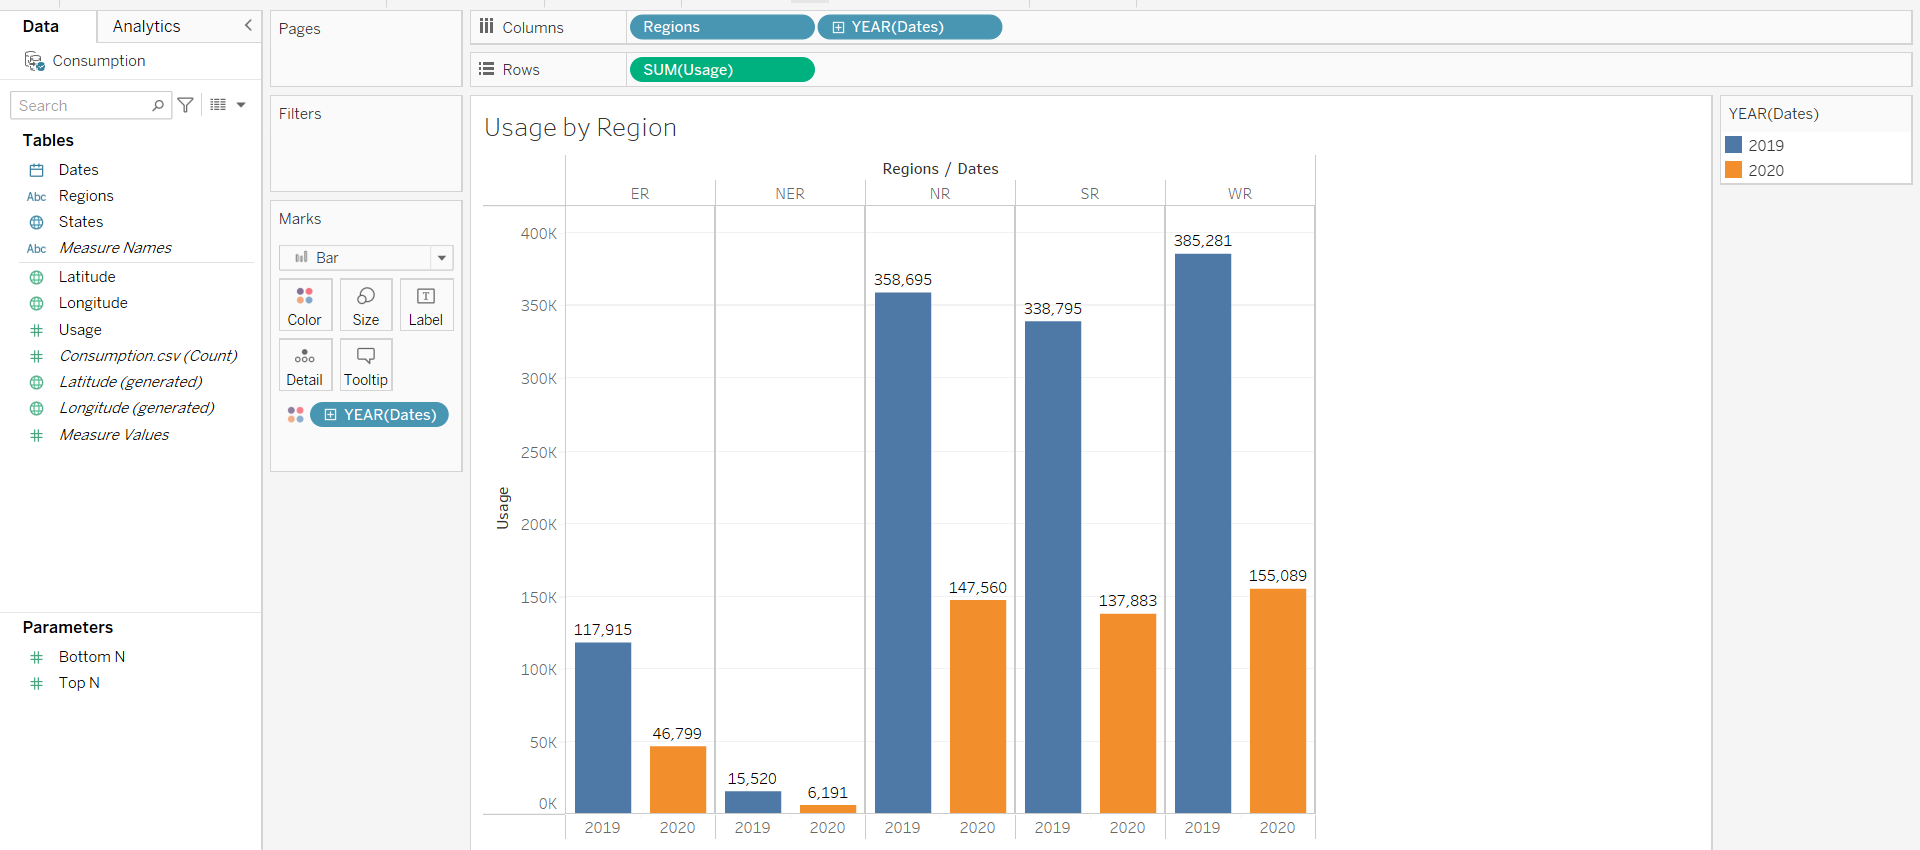 Data
Analytics
Consumption
Search
Tables
Dates
Abc Regions
States
Abc Measure Names
Latitude
Longitude
Usage
Consumption.csv (Count)
Latitude (generated)
Longitude (generated)
Measure Values
Parameters
Bottom N
Top N
Pages
Filters
Marks
Bar
Color
Size
T
Label
Detail
Tooltip
YEAR(Dates)
Columns
Regions
YEAR(Dates)
Rows
SUM(Usage)
Usage by Region
Regions / Dates
ER
NER
NR
SR
WR
Usage
400K
350K
300K
250K
200K
150K
100K
50K
0K
117,915
46,799
15,520
6,191
358,695
147,560
338,795
137,883
385,281
155,089
2019
2020
2019
2020
2019
2020
2019
2020
2019
2020
YEAR(Dates)
2019
2020